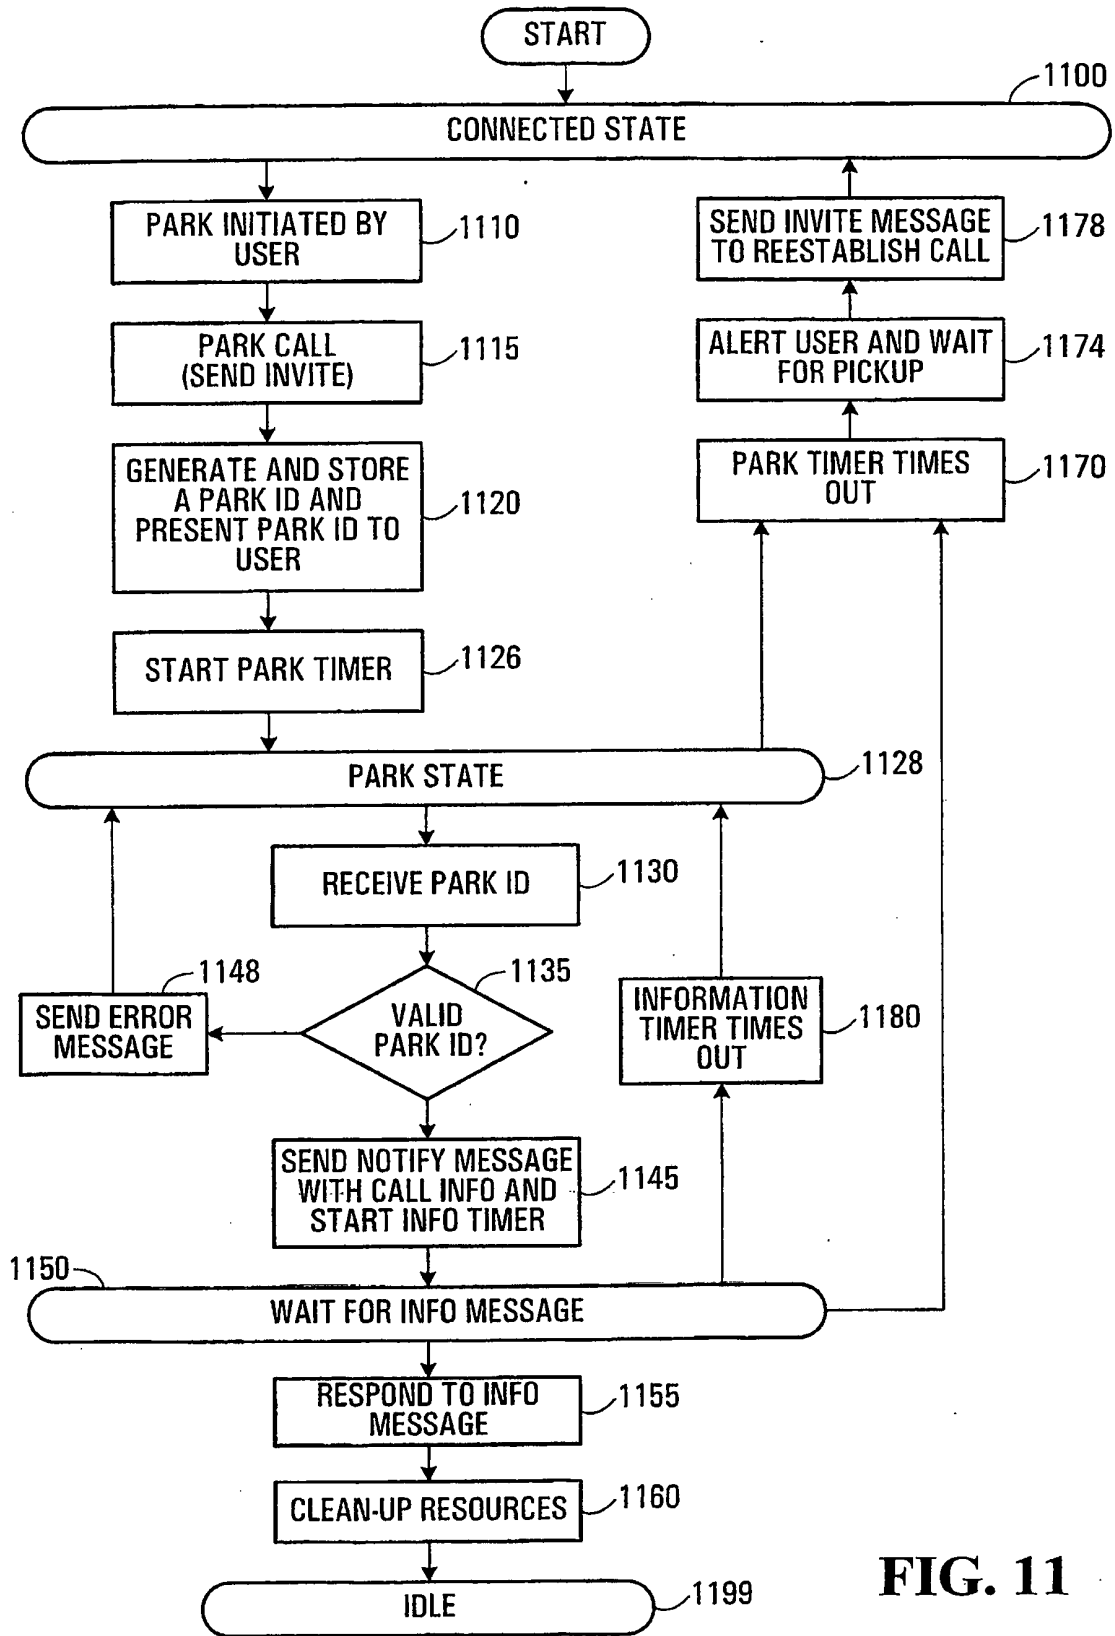 START
1100
CONNECTED STATE
PARK INITIATED BY
USER
1110
SEND INVITE MESSAGE
TO REESTABLISH CALL
1178
PARK CALL
(SEND INVITE)
1115
ALERT USER AND WAIT
FOR PICKUP
1174
GENERATE AND STORE
A PARK ID AND
PRESENT PARK ID TO
USER
1120
PARK TIMER TIMES
OUT
1170
START PARK TIMER
1126
PARK STATE
1128
RECEIVE PARK ID
1130
1148
SEND ERROR
MESSAGE
1135
VALID
PARK ID?
INFORMATION
TIMER TIMES
OUT
1180
SEND NOTIFY MESSAGE
WITH CALL INFO AND
START INFO TIMER
1145
1150
WAIT FOR INFO MESSAGE
RESPOND TO INFO
MESSAGE
1155
CLEAN-UP RESOURCES
1160
IDLE
1199
FIG. 11